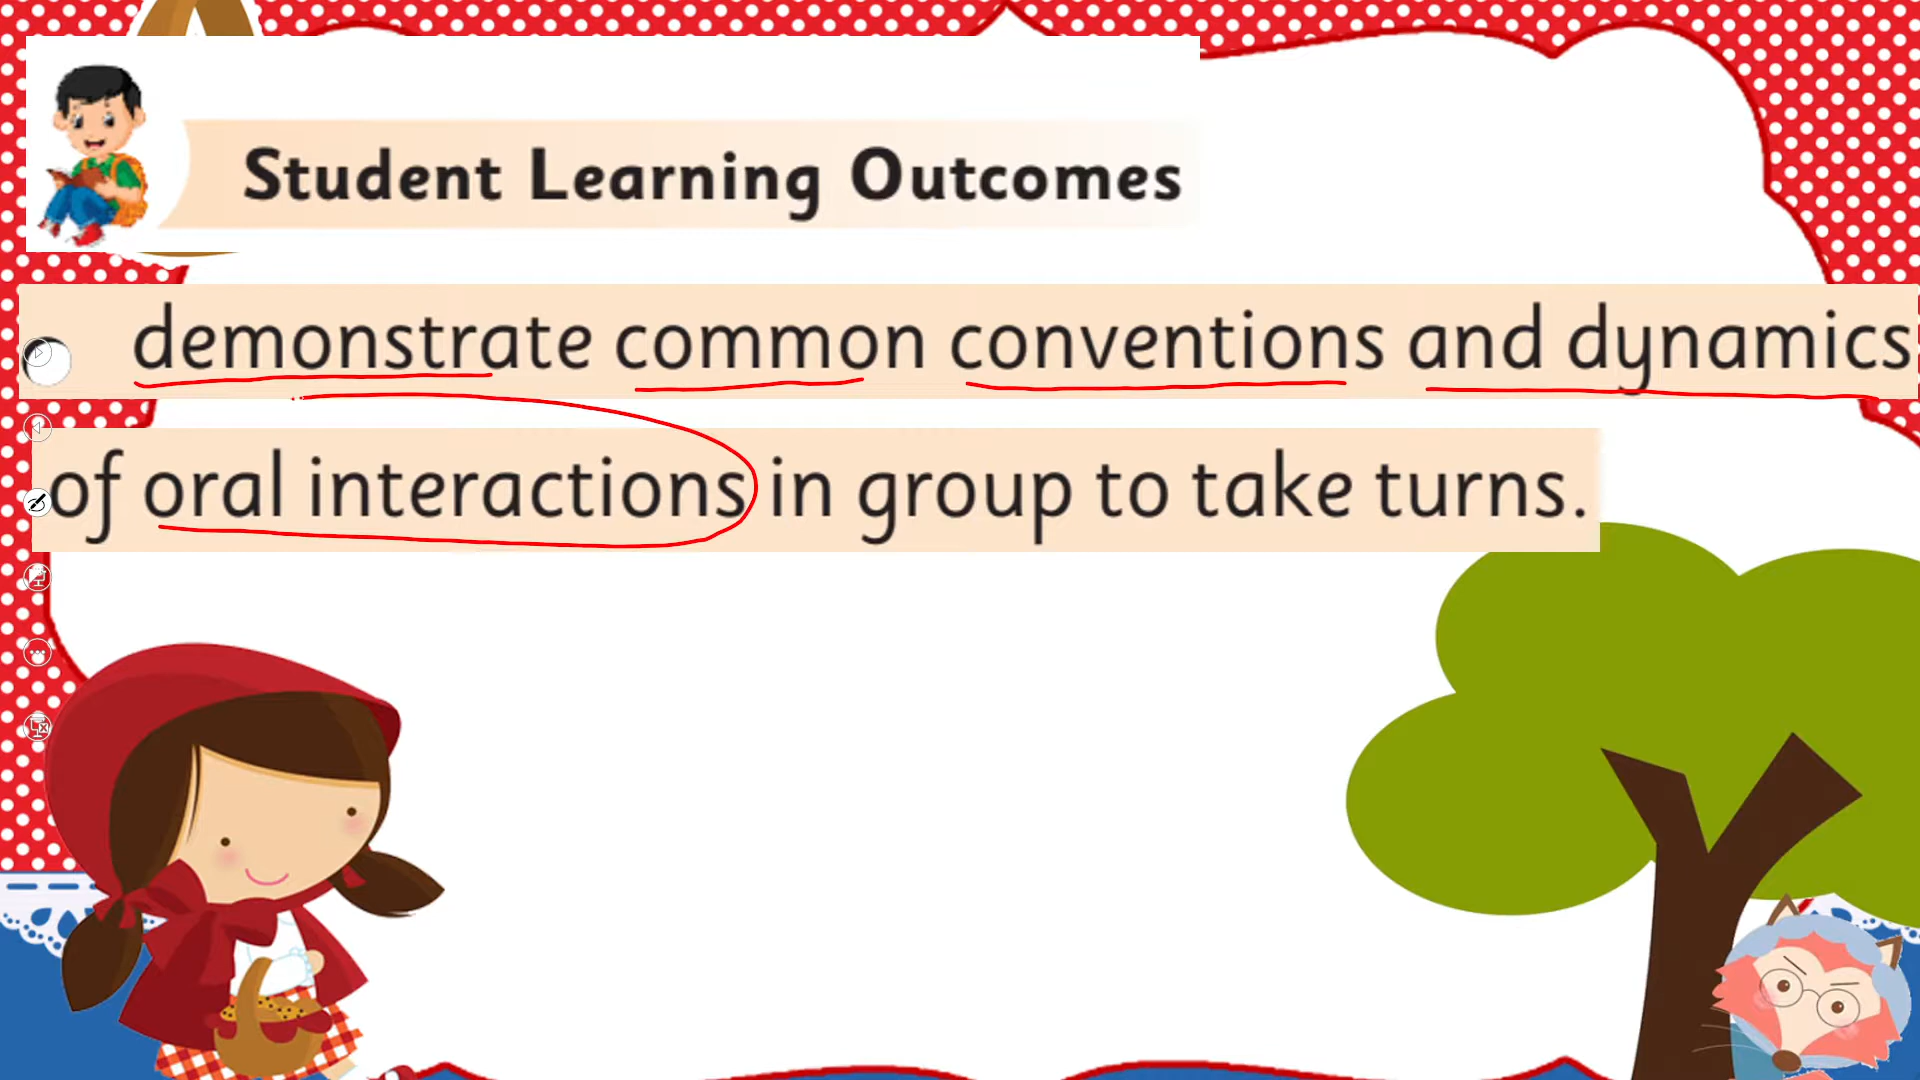 Student Learning Outcomes
demonstrate common conventions and dynamics
of oral interactions in group to take turns.